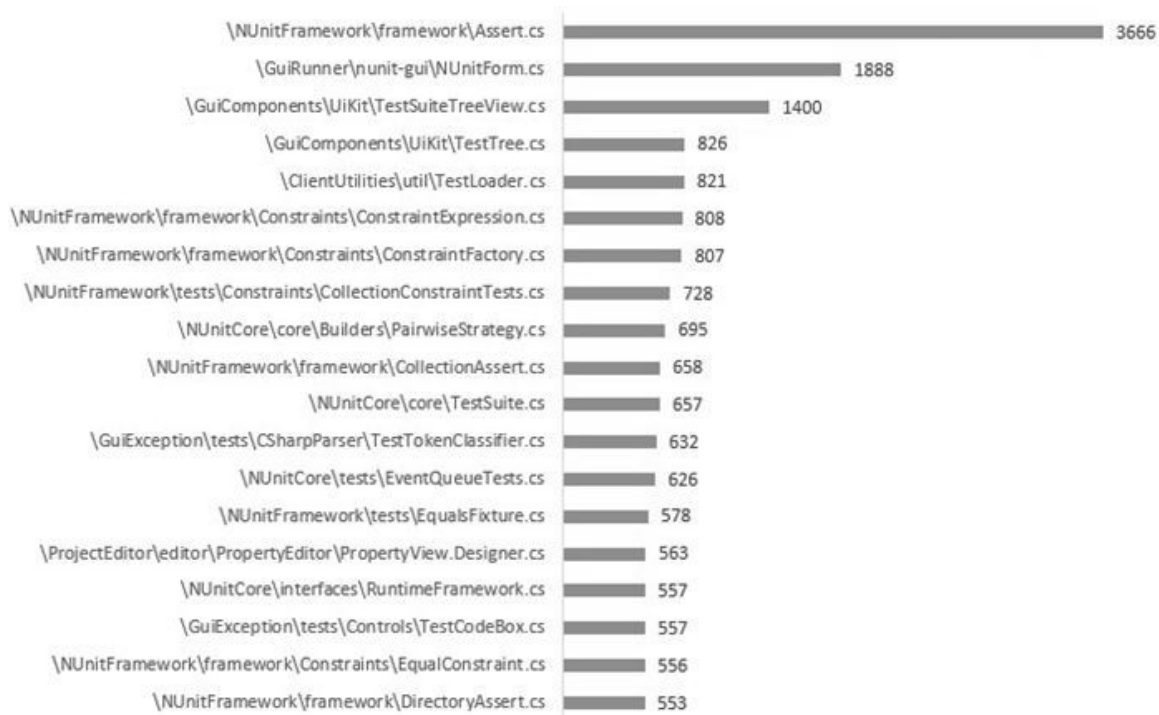 \NUnitFramework\framework\Assert.cs 3666
\GuiRunner\nunit-gui\NUnitForm.cs 1888
\GuiComponents\UiKit\TestSuiteTreeView.cs 1400
\GuiComponents\UiKit\TestTree.cs 826
\ClientUtilities\util\TestLoader.cs 821
\NUnitFramework\framework\Constraints\ConstraintExpression.cs 808
\NUnitFramework\framework\Constraints\ConstraintFactory.cs 807
\NUnitFramework\tests\Constraints\CollectionConstraintTests.cs 728
\NUnitCore\core\Builders\PairwiseStrategy.cs 695
\NUnitFramework\framework\CollectionAssert.cs 658
\NUnitCore\core\TestSuite.cs 657
\GuiException\tests\CSharpParser\TestTokenClassifier.cs 632
\NUnitCore\tests\EventQueueTests.cs 626
\NUnitFramework\tests\EqualsFixture.cs 578
\ProjectEditor\editor\PropertyEditor\PropertyView.Designer.cs 563
\NUnitCore\interfaces\RuntimeFramework.cs 557
\GuiException\tests\Controls\TestCodeBox.cs 557
\NUnitFramework\framework\Constraints\EqualConstraint.cs 556
\NUnitFramework\framework\DirectoryAssert.cs 553